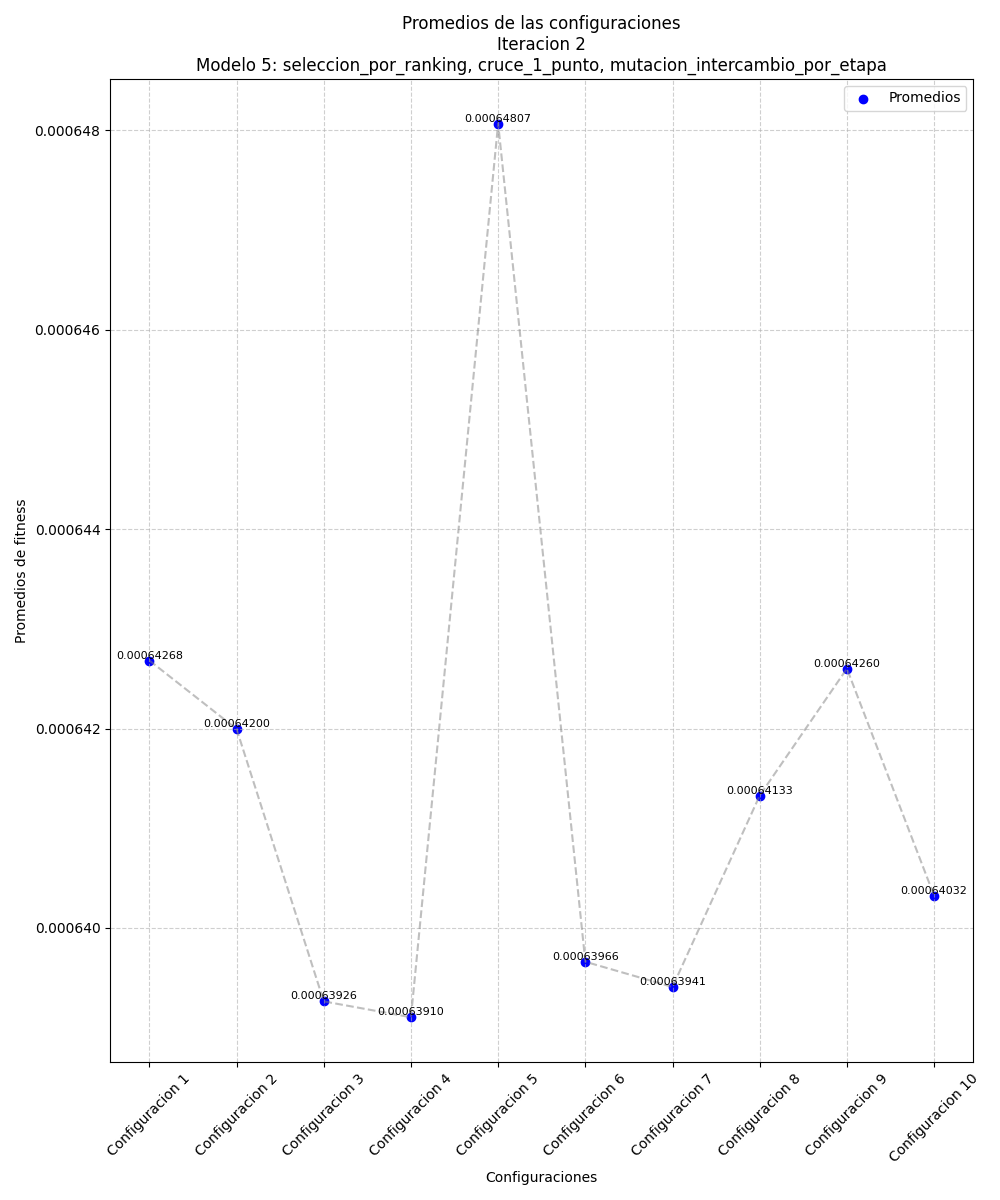 Promedios de las configuraciones
Iteracion 2
Modelo 5: seleccion_por_ranking, cruce_1_punto, mutacion_intercambio_por_etapa
Promedios
0.000648
0.000646
0.000644
0.000642
0.000640
Promedios de fitness
0.00064268
0.00064200
0.00063926
0.00063910
0.00064807
0.00063966
0.00063941
0.00064133
0.00064260
0.00064032
Configuracion 1
Configuracion 2
Configuracion 3
Configuracion 4
Configuracion 5
Configuracion 6
Configuracion 7
Configuracion 8
Configuracion 9
Configuracion 10
Configuraciones